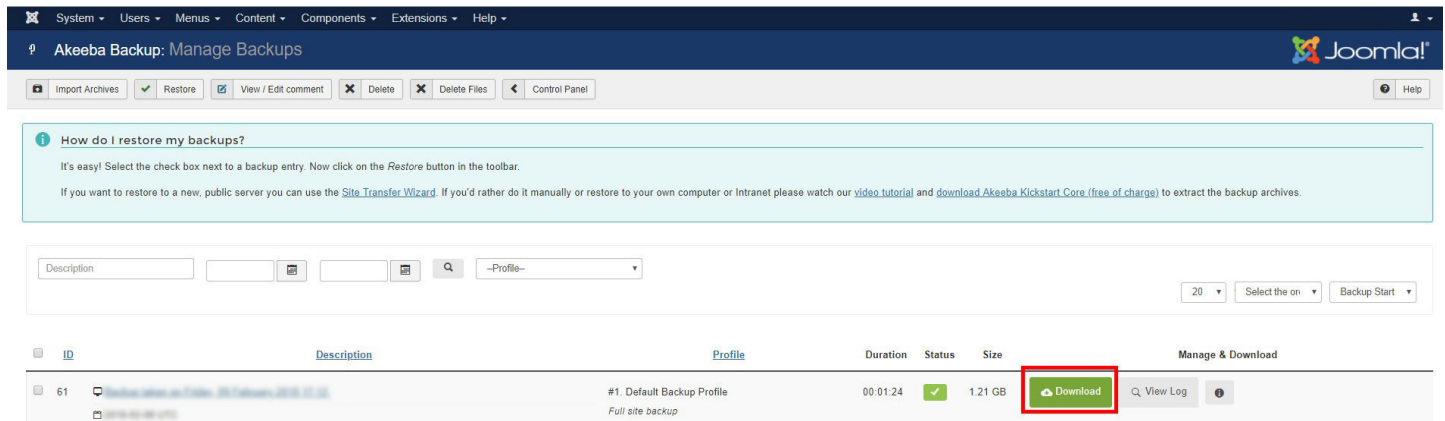 System Users Menus Content Components Extensions Help
Akeeba Backup: Manage Backups
Joomla!
Import Archives Restore View / Edit comment Delete Delete Files Control Panel Help
How do I restore my backups?
It's easy! Select the check box next to a backup entry. Now click on the Restore button in the toolbar.
If you want to restore to a new, public server you can use the Site Transfer Wizard. If you'd rather do it manually or restore to your own computer or Intranet please watch our video tutorial and download Akeeba Kickstart Core (free of charge) to extract the backup archives.
Description –Profile–
20 Select the or Backup Start
ID Description Profile Duration Status Size Manage & Download
61 #1. Default Backup Profile 00:01:24 1.21 GB Download View Log
Full site backup